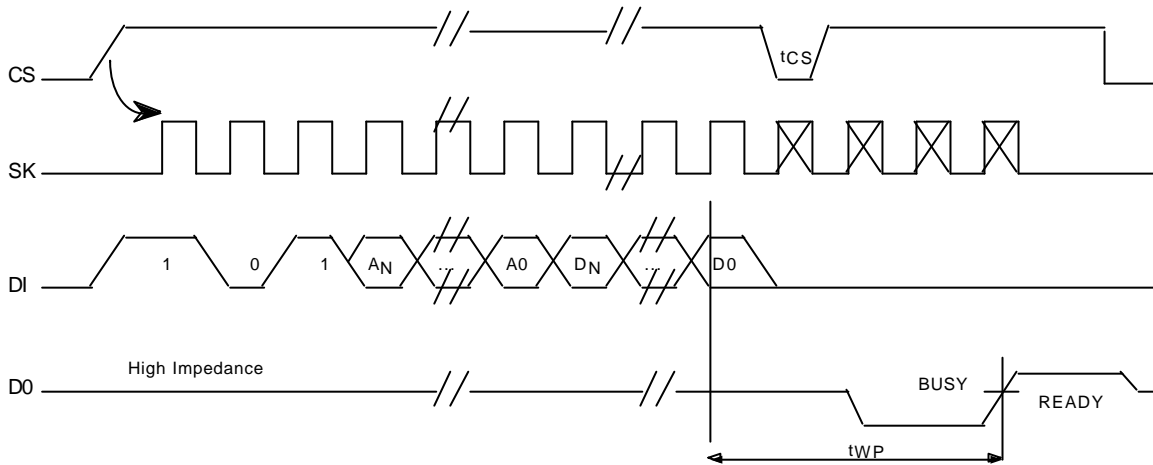 CS
tCS
SK
DI
1 0 1 AN ... A0 DN ... D0
D0
High Impedance
BUSY
READY
tWP